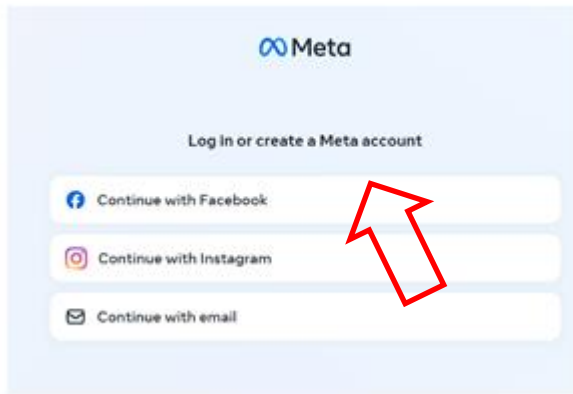 Meta
Log in or create a Meta account
Continue with Facebook
Continue with Instagram
Continue with email